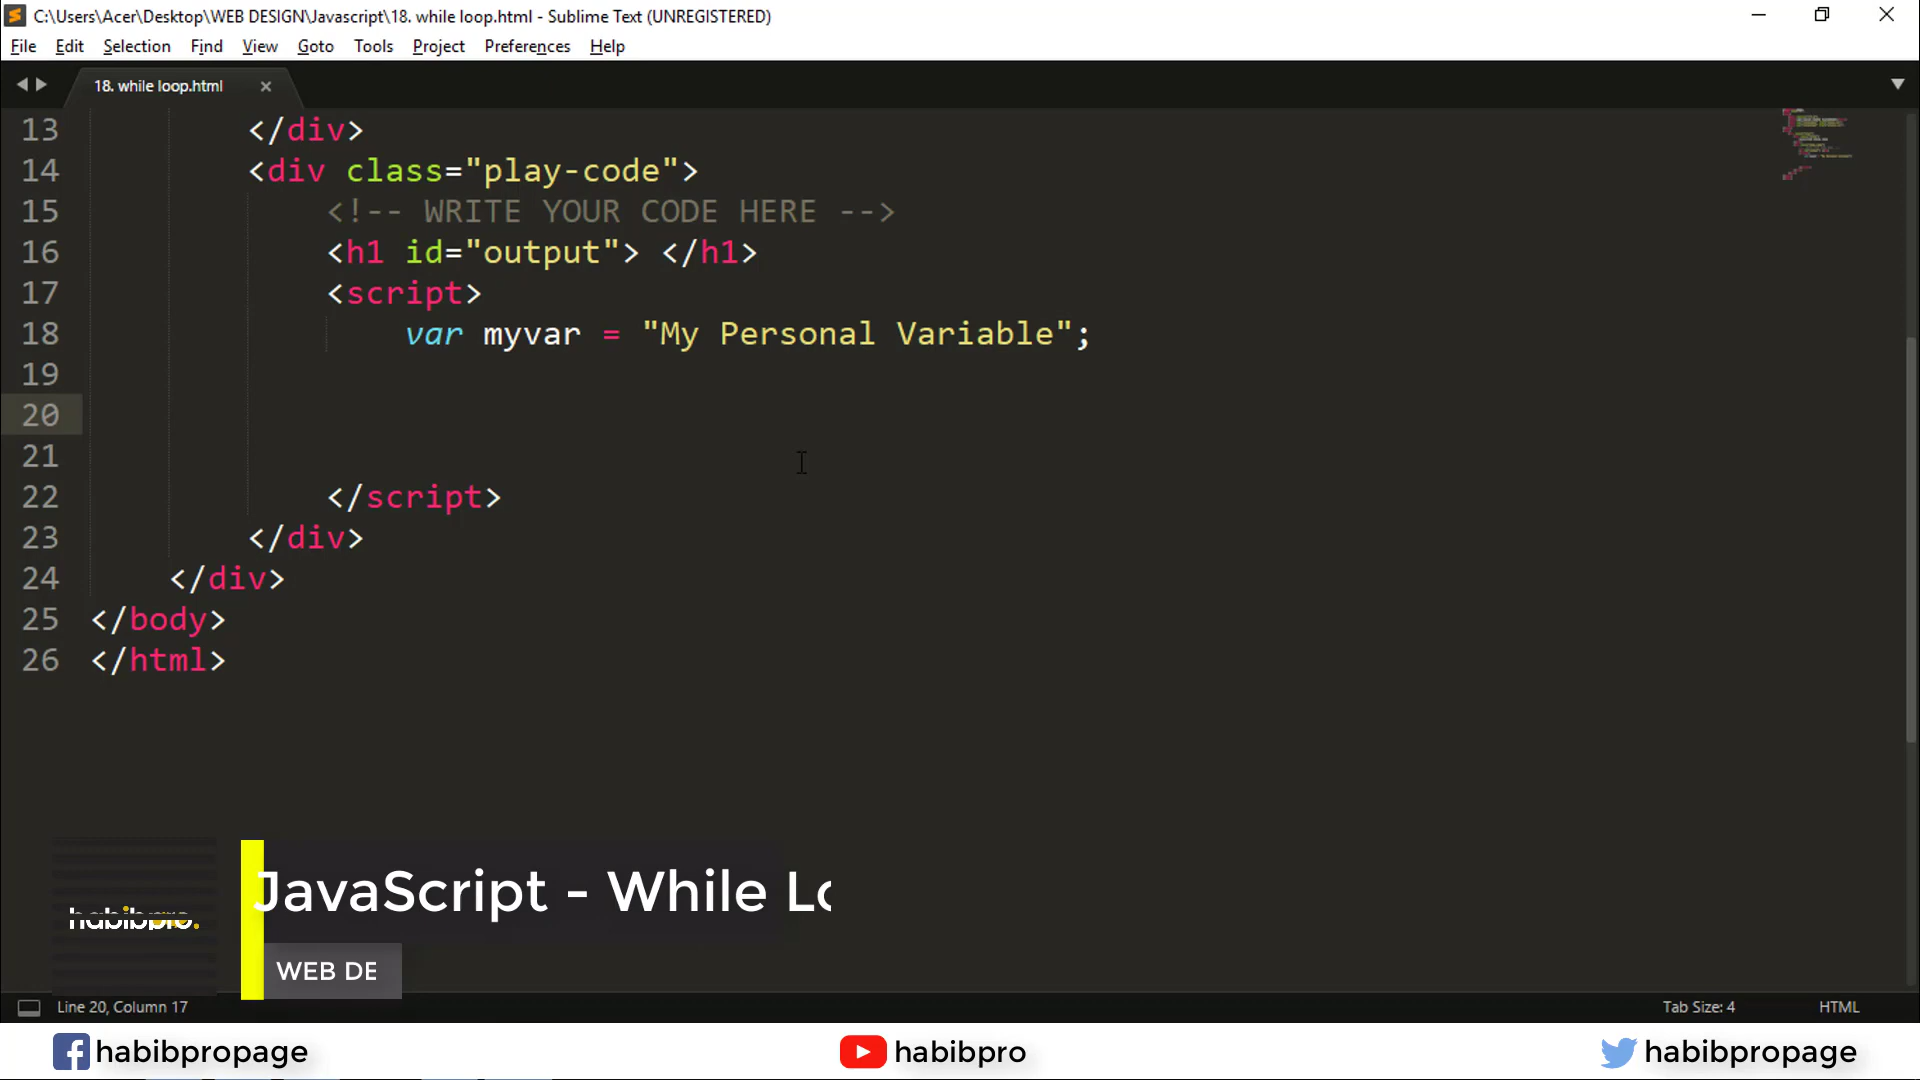 C:\Users\Acer\Desktop\WEB DESIGN\Javascript\18. while loop.html - Sublime Text (UNREGISTERED)
File Edit Selection Find View Goto Tools Project Preferences Help
18. while loop.html
13 </div>
14 <div class="play-code">
15 <!-- WRITE YOUR CODE HERE -->
16 <h1 id="output"> </h1>
17 <script>
18 var myvar = "My Personal Variable";
19
20
21
22 </script>
23 </div>
24 </div>
25 </body>
26 </html>
JavaScript - While Lo
habibpro.
WEB DE
Line 20, Column 17
Tab Size: 4
HTML
habibpropage
habibpro
habibpropage